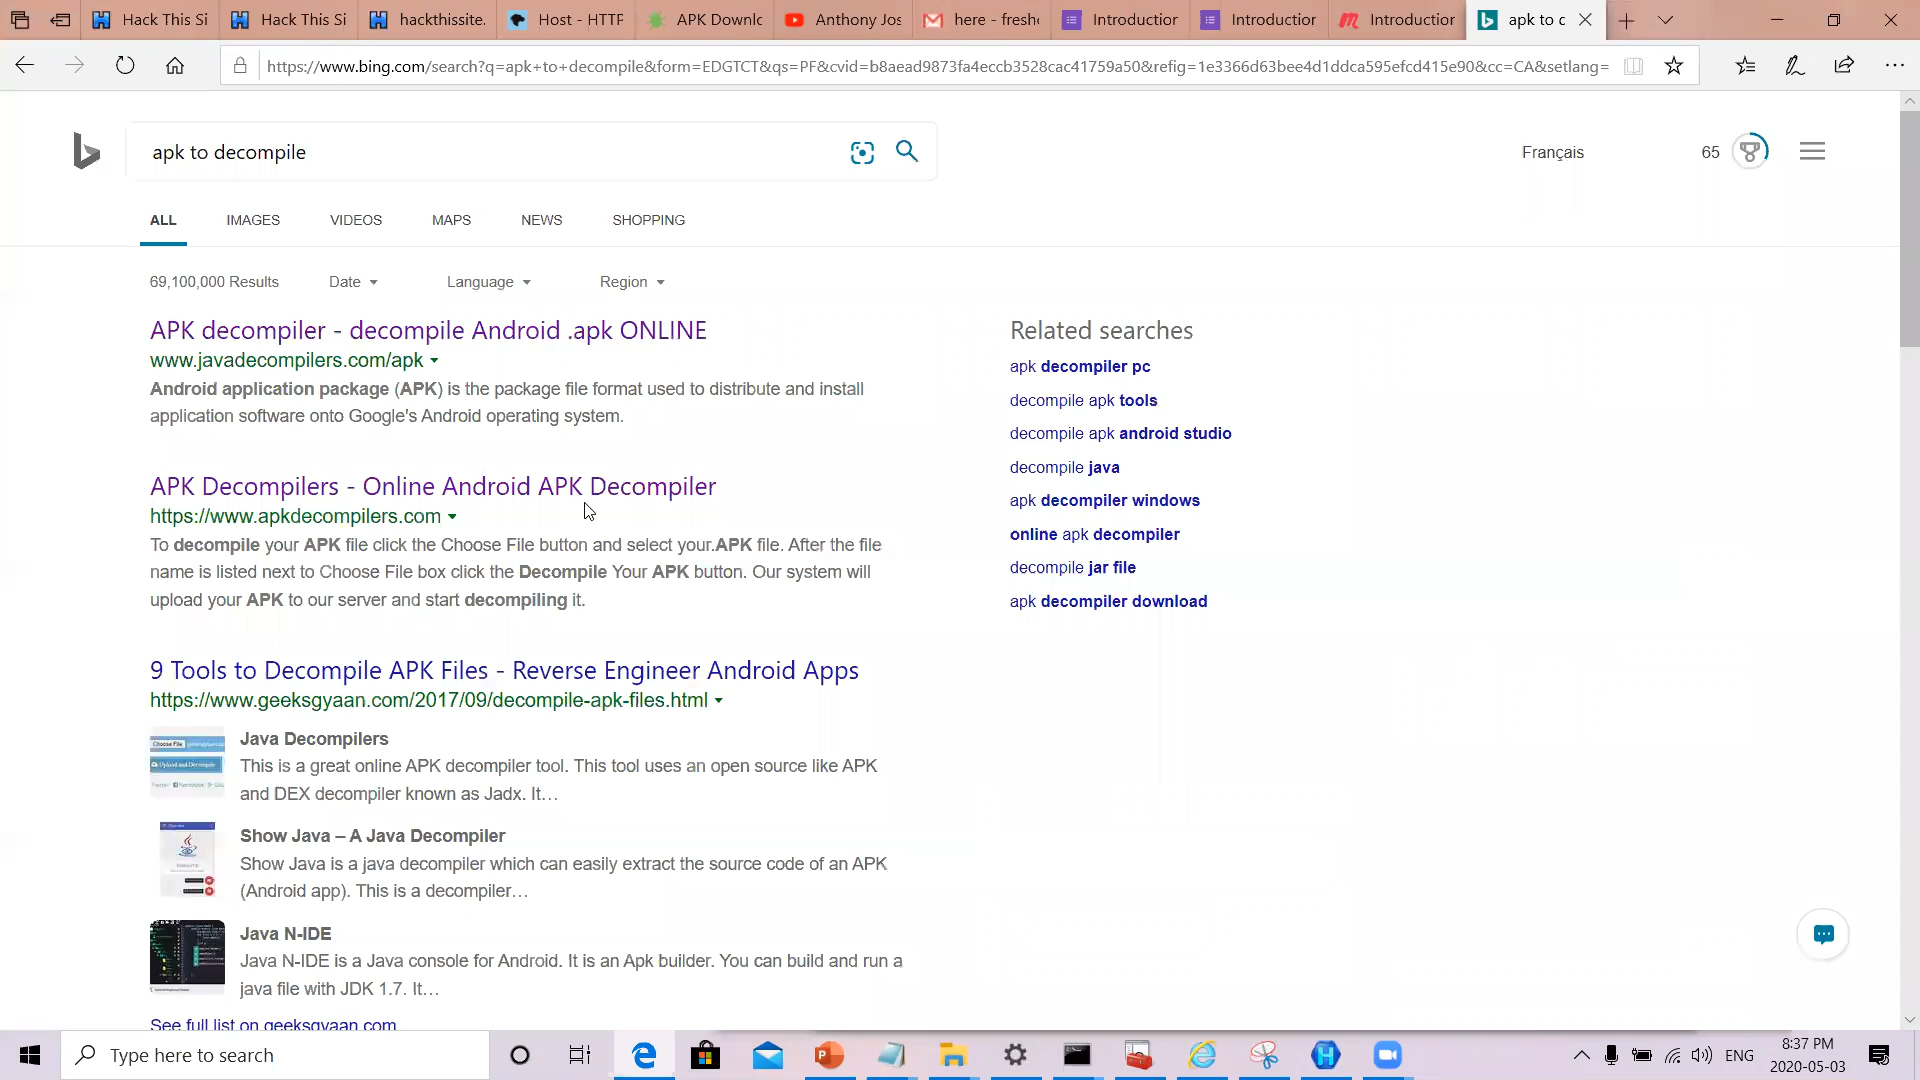 Hack This Si
Hack This Si
hackthissite.
Host - HTTP
APK Downlo
Anthony Jos
here - fresh
Introduction
Introduction
Introduction
apk to c
https://www.bing.com/search?q=apk+to+decompile&form=EDGTCT&qs=PF&cvid=b8aead9873fa4eccb3528cac41759a50&refig=1e3366d63bee4d1ddca595efcd415e90&cc=CA&setlang=
apk to decompile
Français
65
ALL
IMAGES
VIDEOS
MAPS
NEWS
SHOPPING
69,100,000 Results
Date
Language
Region
APK decompiler - decompile Android .apk ONLINE
www.javadecompilers.com/apk
Android application package (APK) is the package file format used to distribute and install
application software onto Google's Android operating system.
APK Decompilers - Online Android APK Decompiler
https://www.apkdecompilers.com
To decompile your APK file click the Choose File button and select your.APK file. After the file
name is listed next to Choose File box click the Decompile Your APK button. Our system will
upload your APK to our server and start decompiling it.
9 Tools to Decompile APK Files - Reverse Engineer Android Apps
https://www.geeksgyaan.com/2017/09/decompile-apk-files.html
Java Decompilers
This is a great online APK decompiler tool. This tool uses an open source like APK
and DEX decompiler known as Jadx. It…
Show Java – A Java Decompiler
Show Java is a java decompiler which can easily extract the source code of an APK
(Android app). This is a decompiler…
Java N-IDE
Java N-IDE is a Java console for Android. It is an Apk builder. You can build and run a
java file with JDK 1.7. It…
See full list on geeksgyaan.com
Related searches
apk decompiler pc
decompile apk tools
decompile apk android studio
decompile java
apk decompiler windows
online apk decompiler
decompile jar file
apk decompiler download
Type here to search
ENG
8:37 PM
2020-05-03